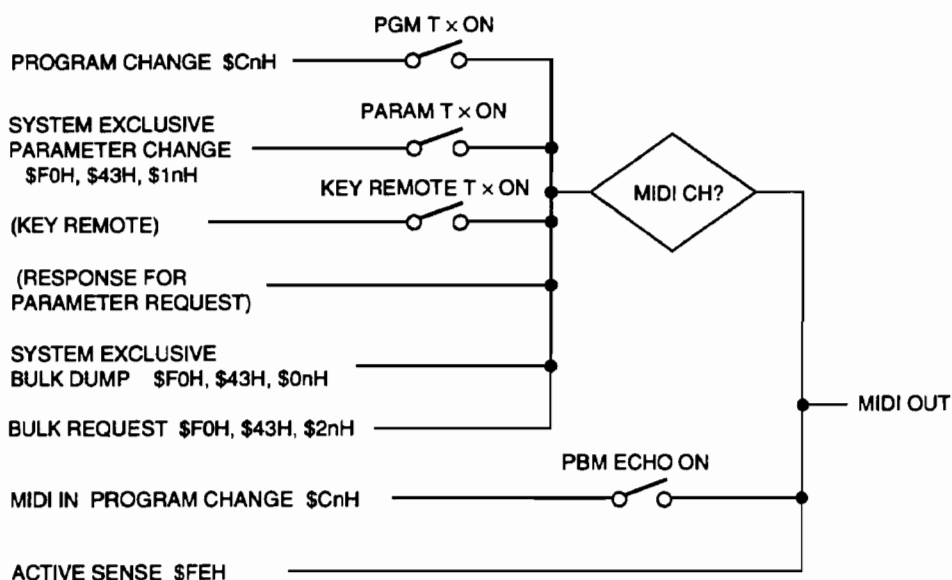 PGM T × ON
PROGRAM CHANGE $CnH
PARAM T × ON
SYSTEM EXCLUSIVE
PARAMETER CHANGE
$F0H, $43H, $1nH
KEY REMOTE T × ON
MIDI CH?
(KEY REMOTE)
(RESPONSE FOR
PARAMETER REQUEST)
SYSTEM EXCLUSIVE
BULK DUMP $F0H, $43H, $0nH
MIDI OUT
BULK REQUEST $F0H, $43H, $2nH
PBM ECHO ON
MIDI IN PROGRAM CHANGE $CnH
ACTIVE SENSE $FEH